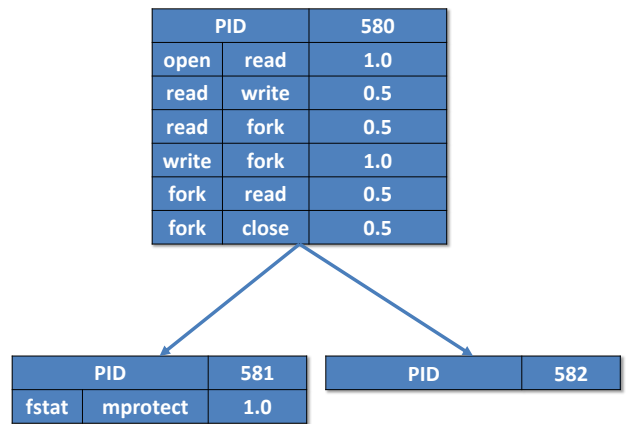 PID 580
open read 1.0
read write 0.5
read fork 0.5
write fork 1.0
fork read 0.5
fork close 0.5
PID 581
fstat mprotect 1.0
PID 582